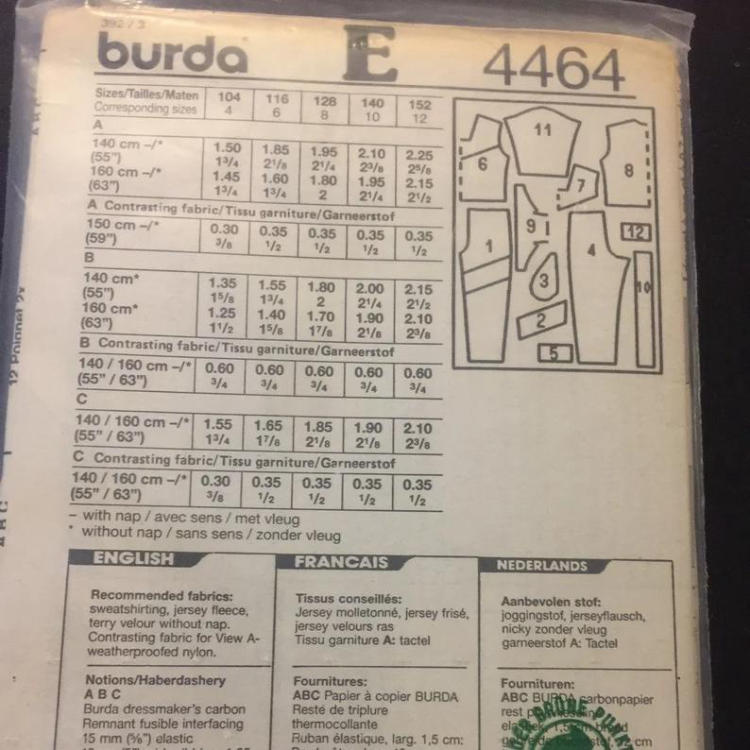 392 / 3
burda E 4464
Sizes/Tailles/Maten 104 116 128 140 152
Corresponding sizes 4 6 8 10 12
A
140 cm –/* 1.50 1.85 1.95 2.10 2.25
(55") 1³/4 2¹/8 2¹/4 2³/8 2⁵/8
160 cm –/* 1.45 1.60 1.80 1.95 2.15
(63") 1³/4 1³/4 2 2¹/4 2¹/2
A Contrasting fabric/Tissu garniture/Garneerstof
150 cm –/* 0.30 0.35 0.35 0.35 0.35
(59") ³/8 ¹/2 ¹/2 ¹/2 ¹/2
B
140 cm* 1.35 1.55 1.80 2.00 2.15
(55") 1⁵/8 1³/4 2 2¹/4 2¹/2
160 cm* 1.25 1.40 1.70 1.90 2.10
(63") 1¹/2 1⁵/8 1⁷/8 2¹/8 2³/8
B Contrasting fabric/Tissu garniture/Garneerstof
140 / 160 cm –/* 0.60 0.60 0.60 0.60 0.60
(55" / 63") ³/4 ³/4 ³/4 ³/4 ³/4
C
140 / 160 cm –/* 1.55 1.65 1.85 1.90 2.10
(55" / 63") 1³/4 1⁷/8 2¹/8 2¹/8 2³/8
C Contrasting fabric/Tissu garniture/Garneerstof
140 / 160 cm –/* 0.30 0.35 0.35 0.35 0.35
(55" / 63") ³/8 ¹/2 ¹/2 ¹/2 ¹/2
– with nap / avec sens / met vleug
* without nap / sans sens / zonder vleug
11
6
7
8
9
1
4
12
3
10
2
5
ENGLISH
Recommended fabrics:
sweatshirting, jersey fleece,
terry velour without nap.
Contrasting fabric for View A-
weatherproofed nylon.
Notions/Haberdashery
A B C
Burda dressmaker's carbon
Remnant fusible interfacing
15 mm (⅝") elastic
FRANCAIS
Tissus conseillés:
Jersey molletonné, jersey frisé,
jersey velours ras
Tissu garniture A: tactel
Fournitures:
ABC Papier à copier BURDA
Resté de triplure
thermocollante
Ruban élastique, larg. 1,5 cm:
NEDERLANDS
Aanbevolen stof:
joggingstof, jerseyflausch,
nicky zonder vleug
garneerstof A: Tactel
Fournituren:
ABC BURDA carbonpapier
rest
cm
A B C